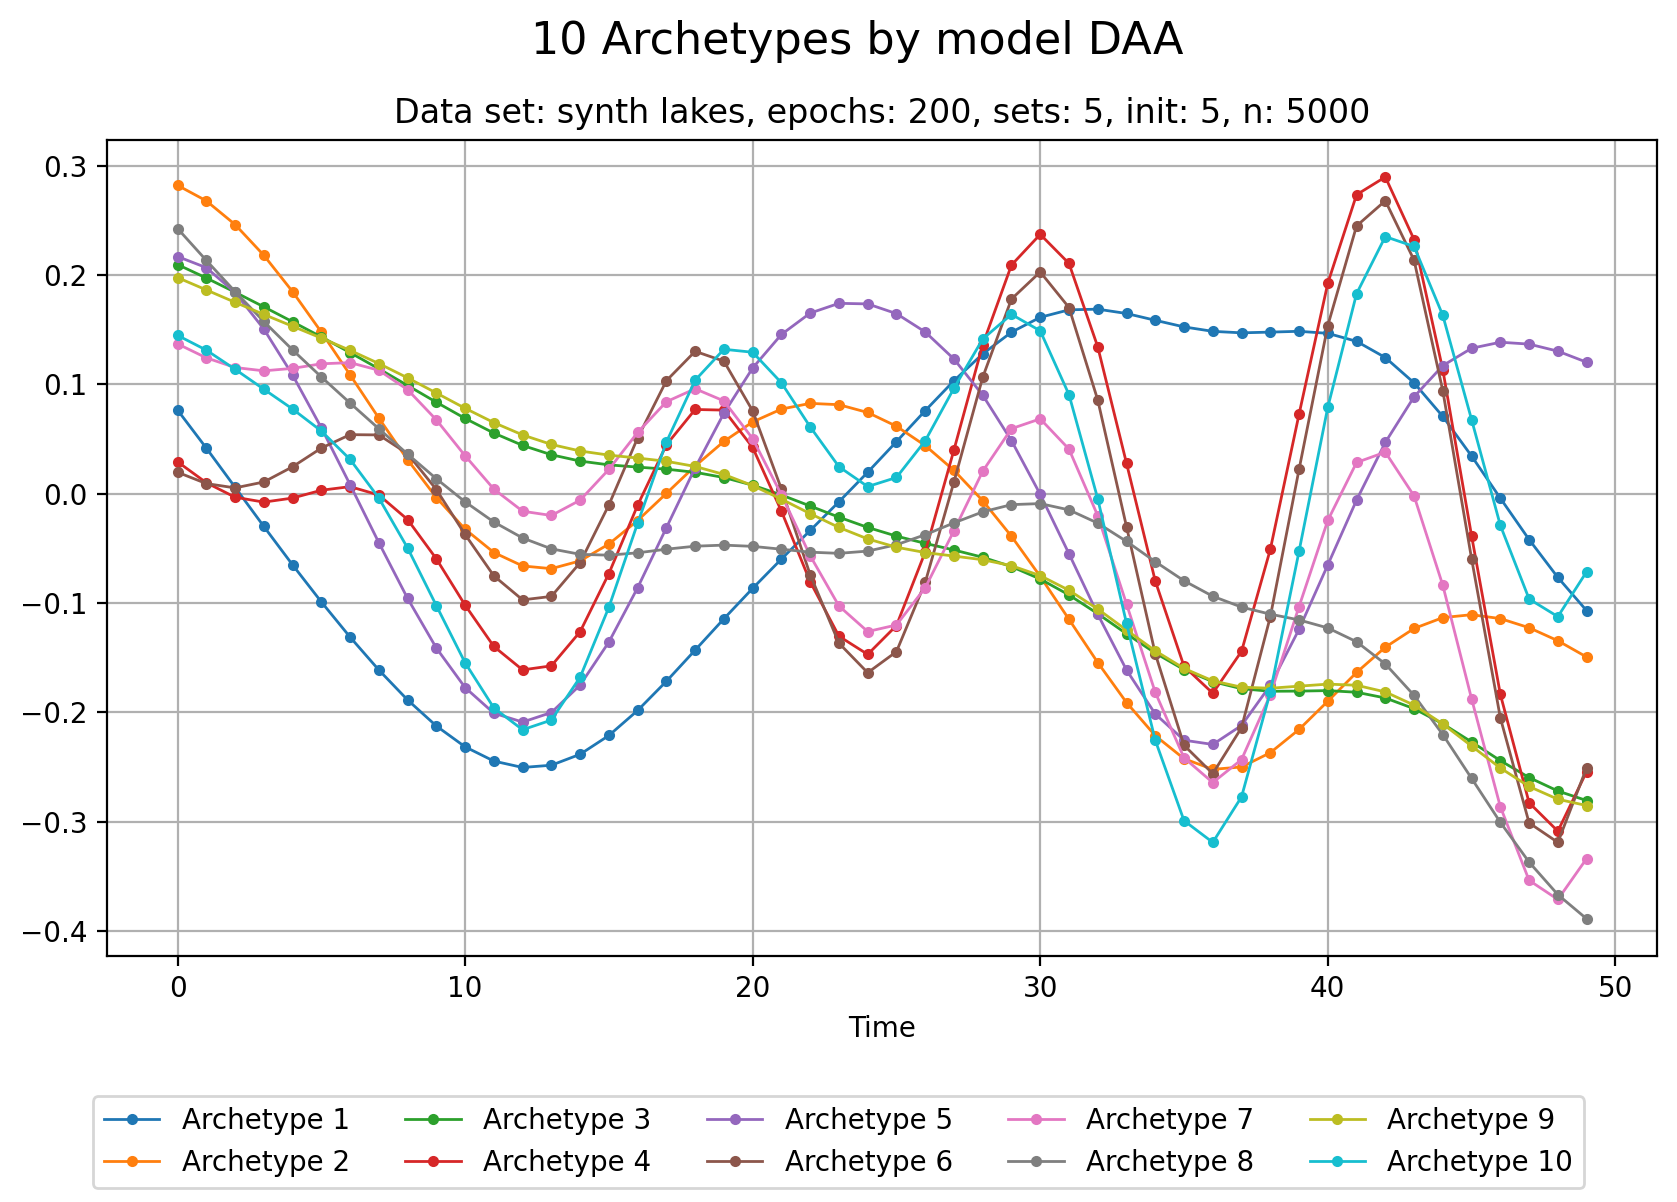 10 Archetypes by model DAA
Data set: synth lakes, epochs: 200, sets: 5, init: 5, n: 5000
0.3
0.2
0.1
0.0
−0.1
−0.2
−0.3
−0.4
0 10 20 30 40 50
Time
Archetype 1 Archetype 3 Archetype 5 Archetype 7 Archetype 9
Archetype 2 Archetype 4 Archetype 6 Archetype 8 Archetype 10